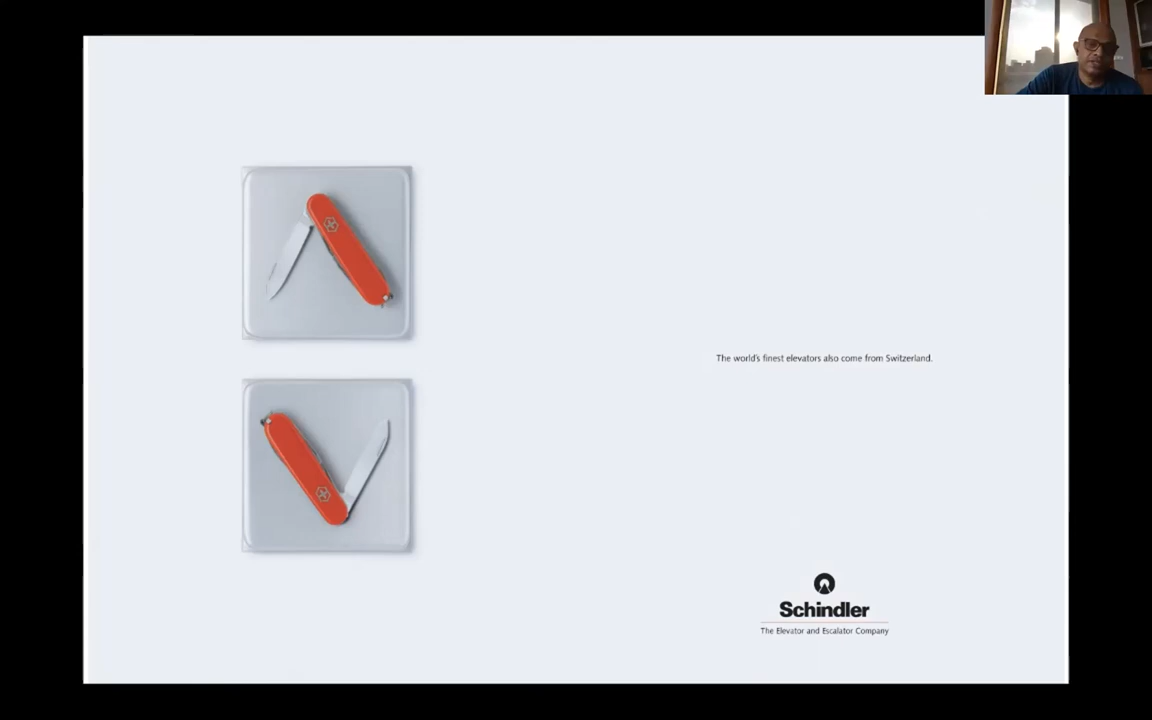 The world's finest elevators also come from Switzerland.
Schindler
The Elevator and Escalator Company